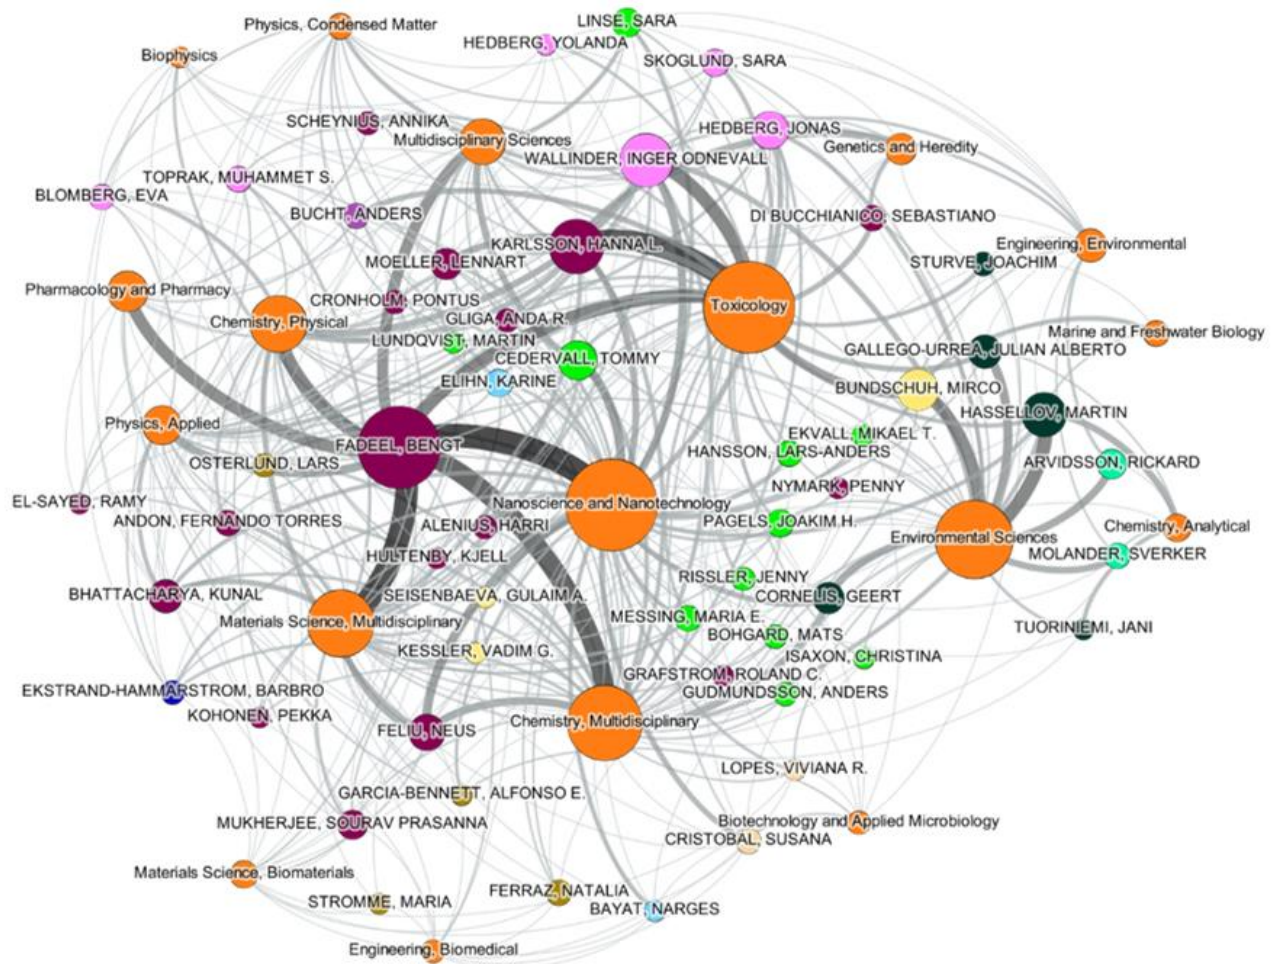 LINSE, SARA
Physics, Condensed Matter
HEDBERG, YOLANDA
Biophysics
SKOGLUND, SARA
SCHEYNIUS, ANNIKA
HEDBERG, JONAS
Multidisciplinary Sciences
Genetics and Heredity
WALLINDER, INGER ODNEVALL
TOPRAK, MUHAMMET S.
BLOMBERG, EVA
BUCHT, ANDERS
DI BUCCHIANICO, SEBASTIANO
KARLSSON, HANNA L.
Engineering, Environmental
MOELLER, LENNART
STURVE, JOACHIM
Pharmacology and Pharmacy
CRONHOLM, PONTUS
Toxicology
GLIGA, ANDA R.
Chemistry, Physical
Marine and Freshwater Biology
LUNDQVIST, MARTIN
GALLEGO-URREA, JULIAN ALBERTO
CEDERVALL, TOMMY
ELIHN, KARINE
BUNDSCHUH, MIRCO
HASSELLOV, MARTIN
Physics, Applied
EKVALL, MIKAEL T.
FADEEL, BENGT
HANSSON, LARS-ANDERS
OSTERLUND, LARS
ARVIDSSON, RICKARD
NYMARK, PENNY
EL-SAYED, RAMY
Nanoscience and Nanotechnology
ANDON, FERNANDO TORRES
ALENIUS, HARRI
PAGELS, JOAKIM H.
Chemistry, Analytical
Environmental Sciences
MOLANDER, SVERKER
HULTENBY, KJELL
RISSLER, JENNY
BHATTACHARYA, KUNAL
SEISENBAEVA, GULAIM A.
CORNELIS, GEERT
MESSING, MARIA E.
Materials Science, Multidisciplinary
TUORINIEMI, JANI
BOHGARD, MATS
KESSLER, VADIM G.
ISAXON, CHRISTINA
GRAFSTROM, ROLAND C.
EKSTRAND-HAMMARSTROM, BARBRO
GUDMUNDSSON, ANDERS
KOHONEN, PEKKA
Chemistry, Multidisciplinary
FELIU, NEUS
LOPES, VIVIANA R.
GARCIA-BENNETT, ALFONSO E.
MUKHERJEE, SOURAV PRASANNA
Biotechnology and Applied Microbiology
CRISTOBAL, SUSANA
Materials Science, Biomaterials
FERRAZ, NATALIA
STROMME, MARIA
BAYAT, NARGES
Engineering, Biomedical